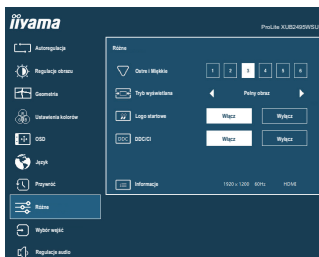 iiyama
ProLite XUB2495WSU
Autoregulacja
Regulacja obrazu
Geometria
Ustawienia kolorów
OSD
Język
Przywróć
Różne
Wybór wejść
Regulacja audio
Różne
Ostre i Miękkie 1 2 3 4 5 6
Tryb wyświetlana Pełny obraz
Logo startowe Włącz Wyłącz
DDC DDC/CI Włącz Wyłącz
Informacje 1920 x 1200 60Hz HDMI